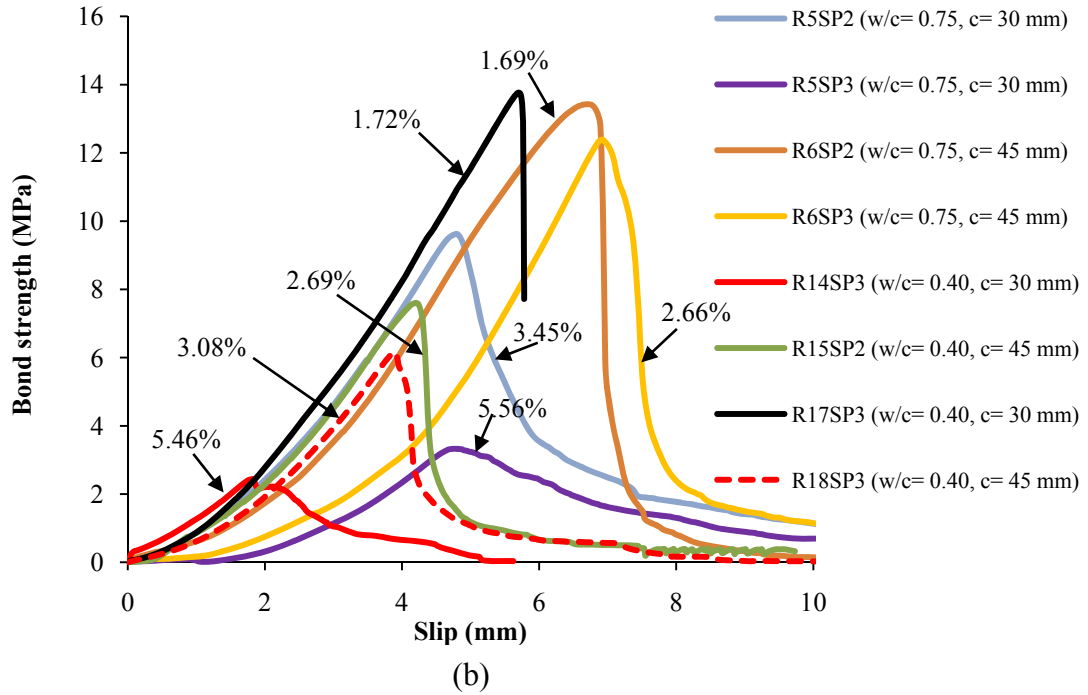 Bond strength (MPa)
16
14
12
10
8
6
4
2
0
0
2
4
6
8
10
Slip (mm)
1.69%
1.72%
2.69%
3.08%
3.45%
2.66%
5.46%
5.56%
R5SP2 (w/c= 0.75, c= 30 mm)
R5SP3 (w/c= 0.75, c= 30 mm)
R6SP2 (w/c= 0.75, c= 45 mm)
R6SP3 (w/c= 0.75, c= 45 mm)
R14SP3 (w/c= 0.40, c= 30 mm)
R15SP2 (w/c= 0.40, c= 45 mm)
R17SP3 (w/c= 0.40, c= 30 mm)
R18SP3 (w/c= 0.40, c= 45 mm)
(b)